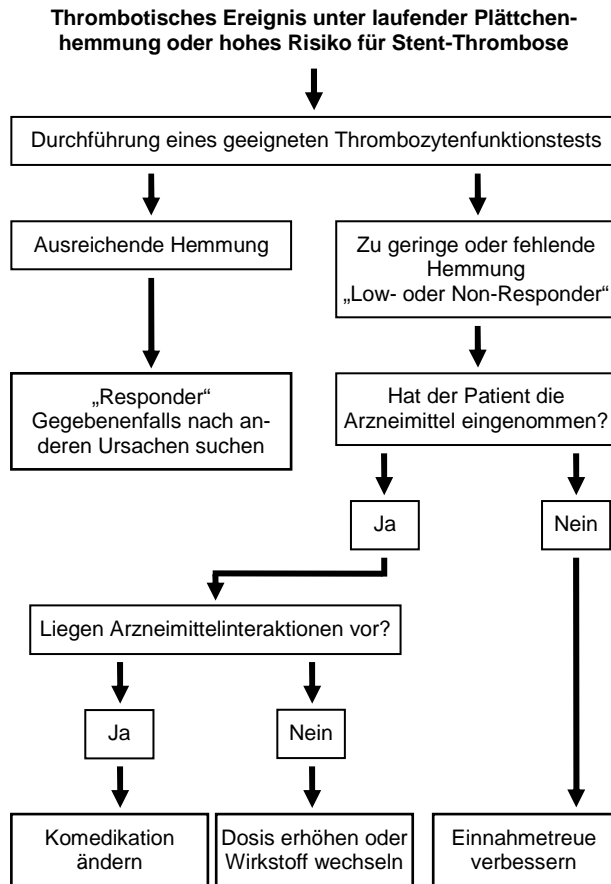 Thrombotisches Ereignis unter laufender Plättchen-
hemmung oder hohes Risiko für Stent-Thrombose
Durchführung eines geeigneten Thrombozytenfunktionstests
Ausreichende Hemmung
Zu geringe oder fehlende
Hemmung
„Low- oder Non-Responder“
„Responder“
Gegebenenfalls nach an-
deren Ursachen suchen
Hat der Patient die
Arzneimittel eingenommen?
Ja
Nein
Liegen Arzneimittelinteraktionen vor?
Ja
Nein
Komedikation
ändern
Dosis erhöhen oder
Wirkstoff wechseln
Einnahmetreue
verbessern